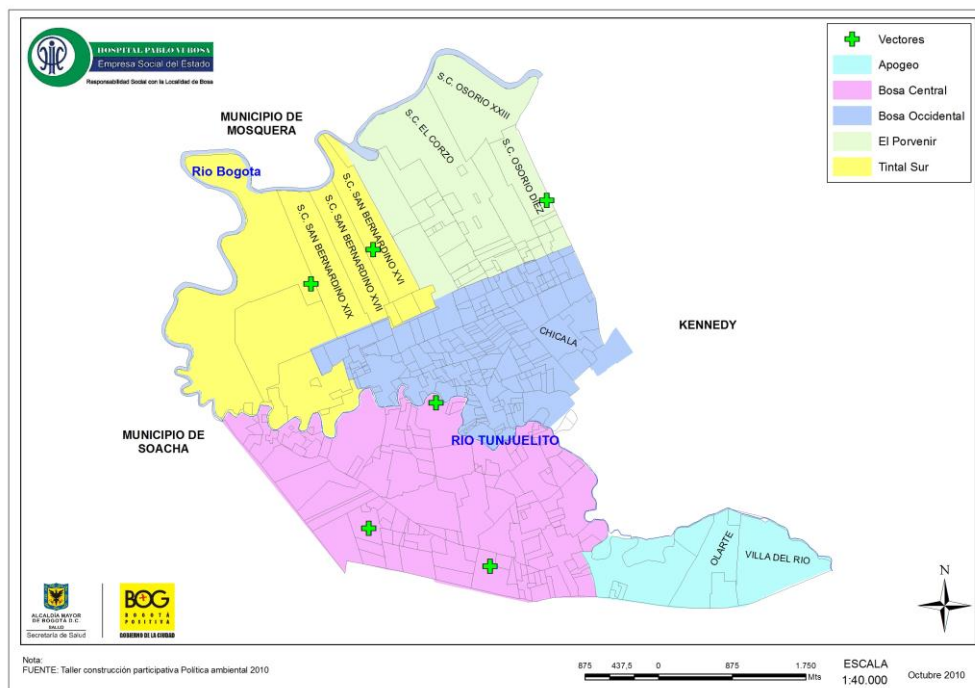 HOSPITAL PABLO VI BOSA
Empresa Social del Estado
Responsabilidad Social con la Localidad de Bosa
Vectores
Apogeo
Bosa Central
Bosa Occidental
El Porvenir
Tintal Sur
MUNICIPIO DE
MOSQUERA
Rio Bogota
S.C. OSORIO XXIII
S.C. EL CORZO
S.C. OSORIO DIEZ
S.C. SAN BERNARDINO XVI
S.C. SAN BERNARDINO XVII
S.C. SAN BERNARDINO XIX
CHICALA
KENNEDY
MUNICIPIO DE
SOACHA
RIO TUNJUELITO
OLARTE
VILLA DEL RIO
ALCALDÍA MAYOR
DE BOGOTÁ D.C.
SALUD
Secretaría de Salud
BOG
BOGOTÁ
POSITIVA
GOBIERNO DE LA CIUDAD
N
Nota:
FUENTE: Taller construcción participativa Política ambiental 2010
875 437,5 0 875 1.750
Mts
ESCALA
1:40.000
Octubre 2010